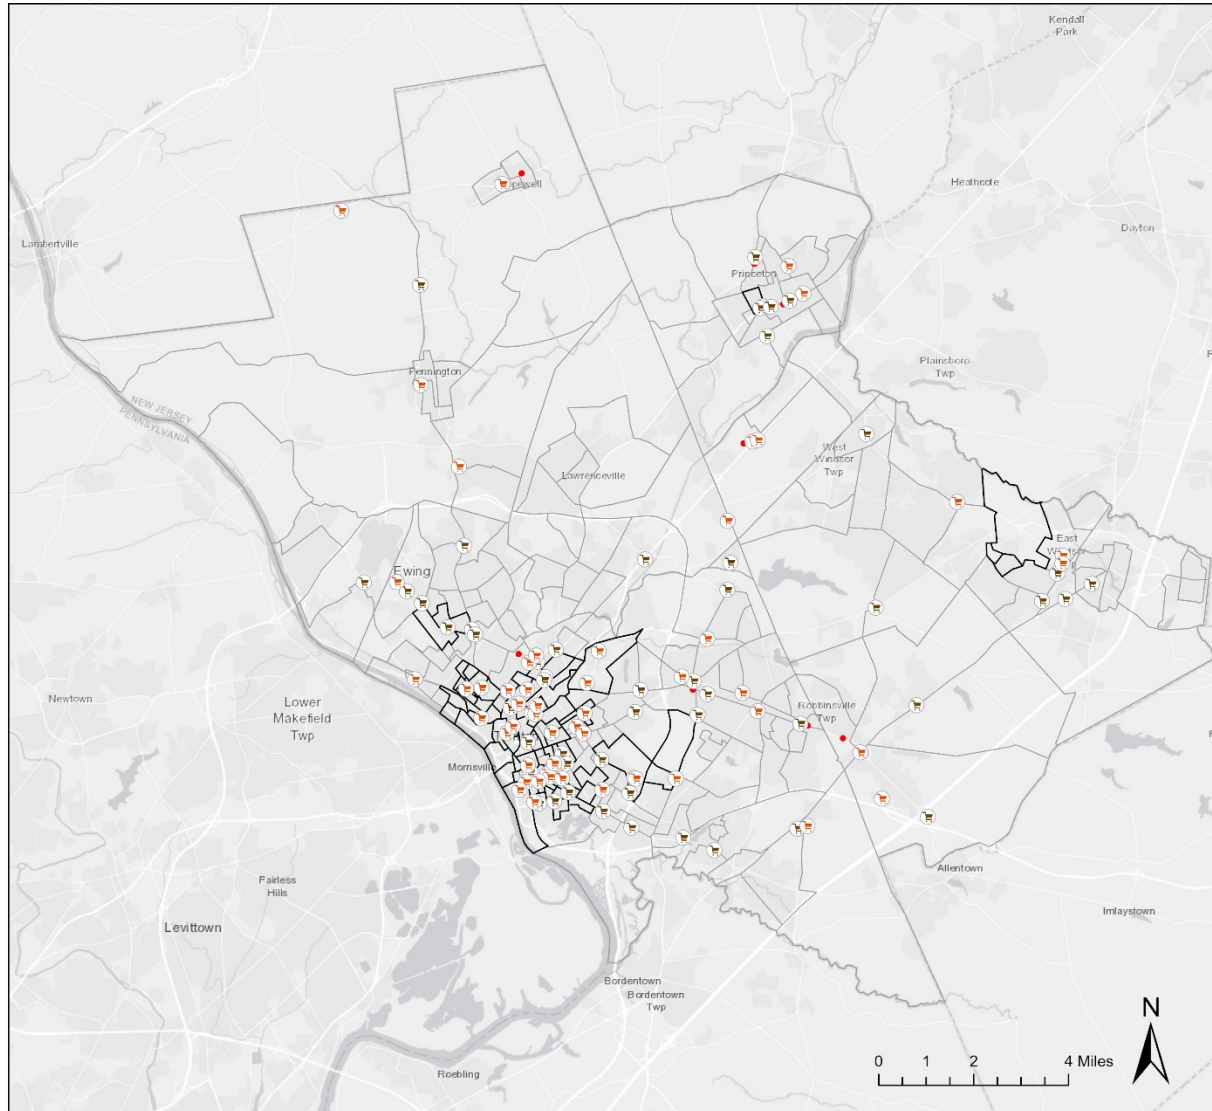 Kendall
Park
Heathcote
Dayton
Lambertville
Princeton
Plainsboro
Twp
Pennington
NEW JERSEY
PENNSYLVANIA
West
Windsor
Twp
Lawrenceville
East
Ewing
Newtown
Lower
Makefield
Twp
Robbinsville
Twp
Morrisville
Allentown
Fairless
Hills
Imlaystown
Levittown
Bordentown
Bordentown
Twp
Roebling
N
0 1 2 4 Miles